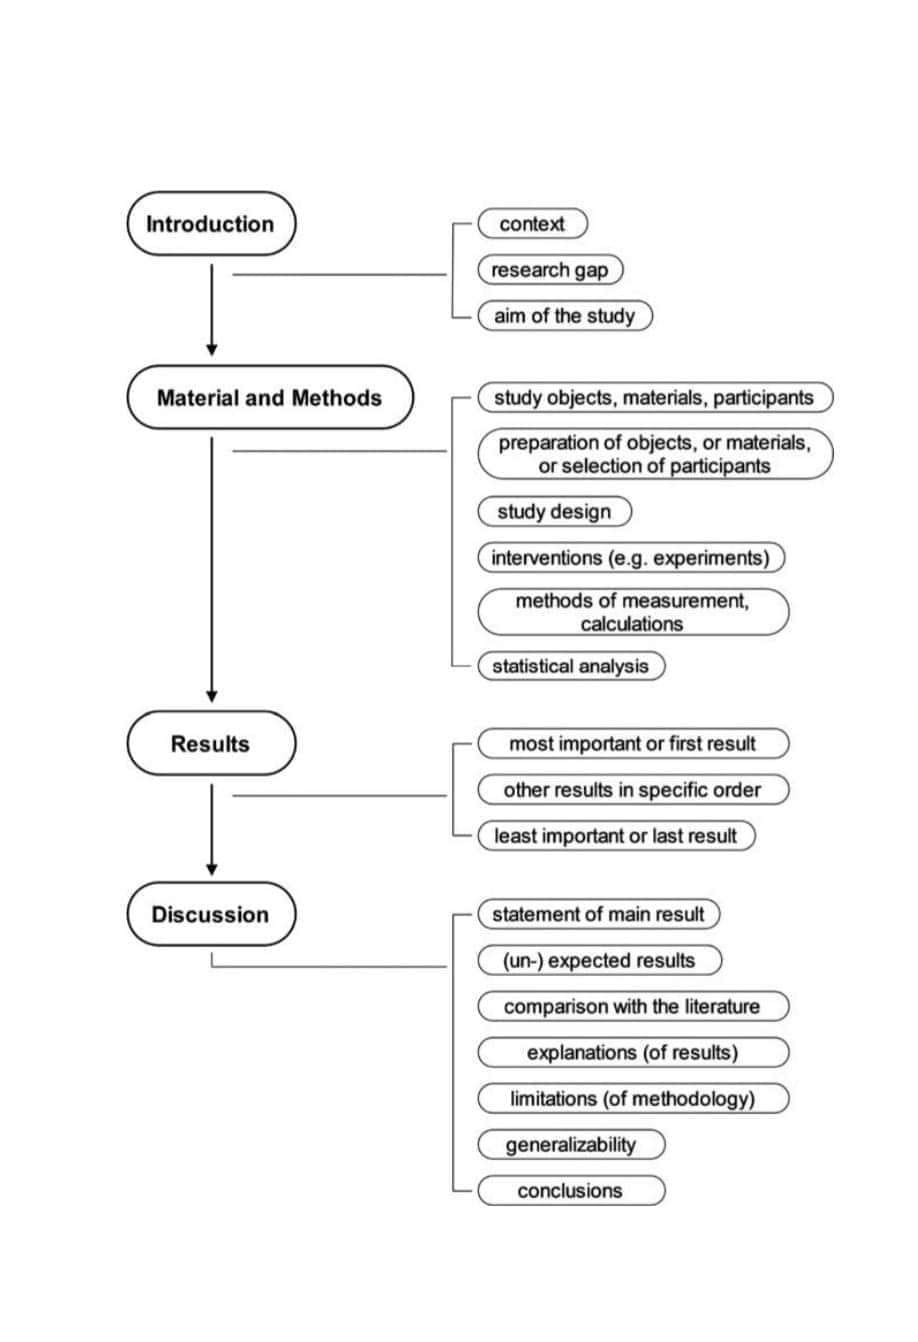 Introduction
context
research gap
aim of the study
Material and Methods
study objects, materials, participants
preparation of objects, or materials,
or selection of participants
study design
interventions (e.g. experiments)
methods of measurement,
calculations
statistical analysis
Results
most important or first result
other results in specific order
least important or last result
Discussion
statement of main result
(un-) expected results
comparison with the literature
explanations (of results)
limitations (of methodology)
generalizability
conclusions